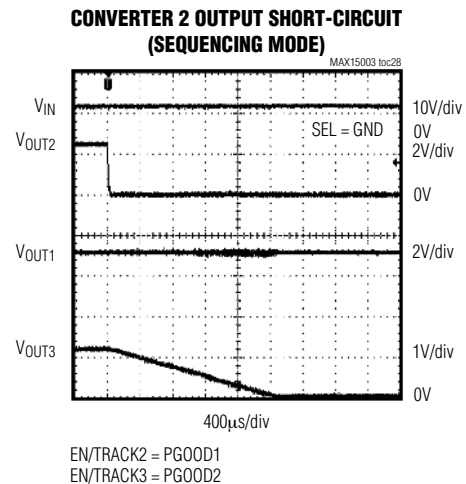 CONVERTER 2 OUTPUT SHORT-CIRCUIT
(SEQUENCING MODE)
MAX15003 toc28
VIN
10V/div
SEL = GND
0V
VOUT2
2V/div
0V
VOUT1
2V/div
VOUT3
1V/div
0V
400µs/div
EN/TRACK2 = PGOOD1
EN/TRACK3 = PGOOD2